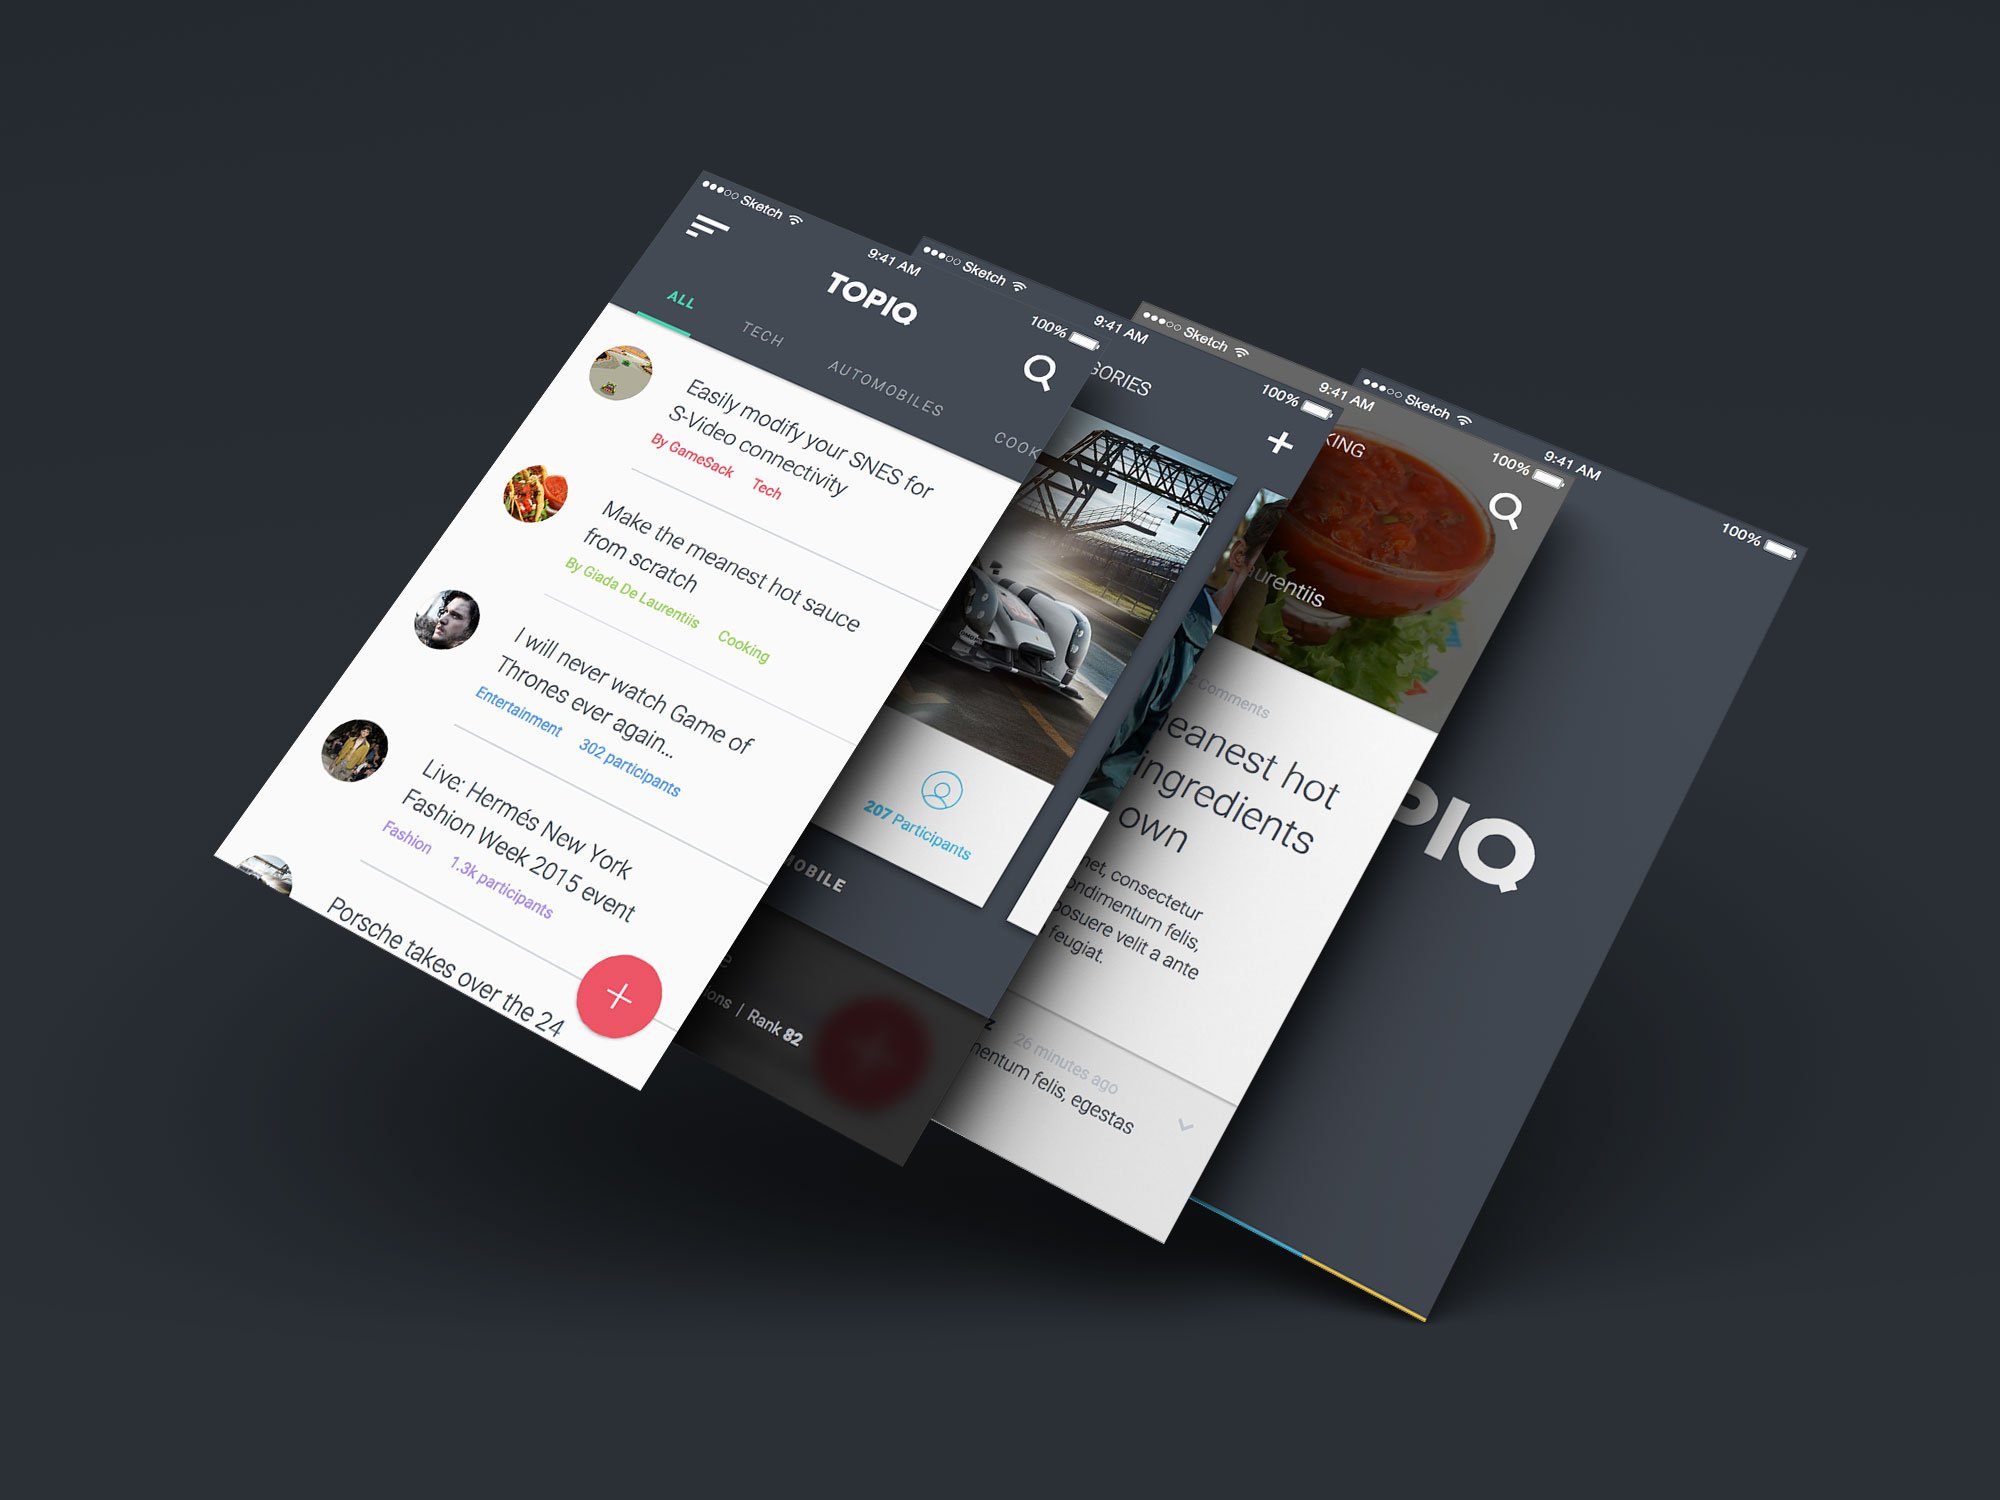 Sketch
9:41 AM
100%
TOPIQ
ALL
TECH
AUTOMOBILES
COOK
Easily modify your SNES for
S-Video connectivity
By GameSack Tech
Make the meanest hot sauce
from scratch
By Giada De Laurentiis Cooking
I will never watch Game of
Thrones ever again...
Entertainment 302 participants
Live: Hermés New York
Fashion Week 2015 event
Fashion 1.3k participants
Porsche takes over the 24
Sketch
9:41 AM
100%
GORIES
207 Participants
MOBILE
ions | Rank 82
Sketch
9:41 AM
100%
KING
aurentiis
2 Comments
eanest hot
ingredients
own
met, consectetur
ondimentum felis,
posuere velit a ante
feugiat.
z 26 minutes ago
mentum felis, egestas
Sketch
9:41 AM
100%
PIQ